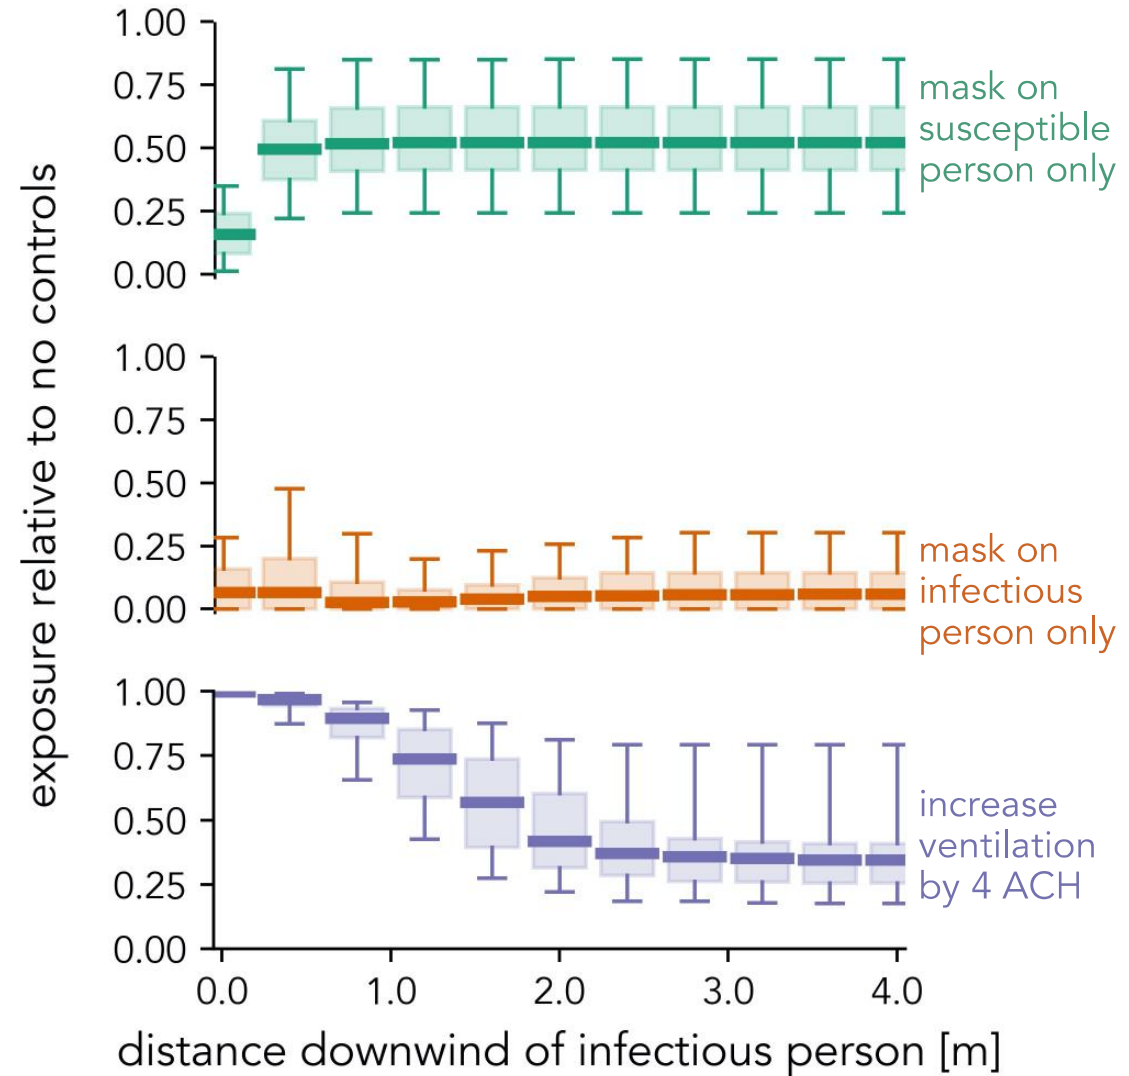 exposure relative to no controls
1.00
0.75
0.50
0.25
0.00
mask on
susceptible
person only
1.00
0.75
0.50
0.25
0.00
mask on
infectious
person only
1.00
0.75
0.50
0.25
0.00
increase
ventilation
by 4 ACH
0.0 1.0 2.0 3.0 4.0
distance downwind of infectious person [m]